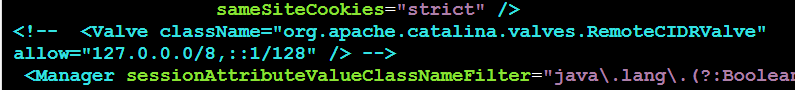 sameSiteCookies="strict" />
<!--  <Valve className="org.apache.catalina.valves.RemoteCIDRValve"
allow="127.0.0.0/8,::1/128" /> -->
<Manager sessionAttributeValueClassNameFilter="java\.lang\.(?:Boolean